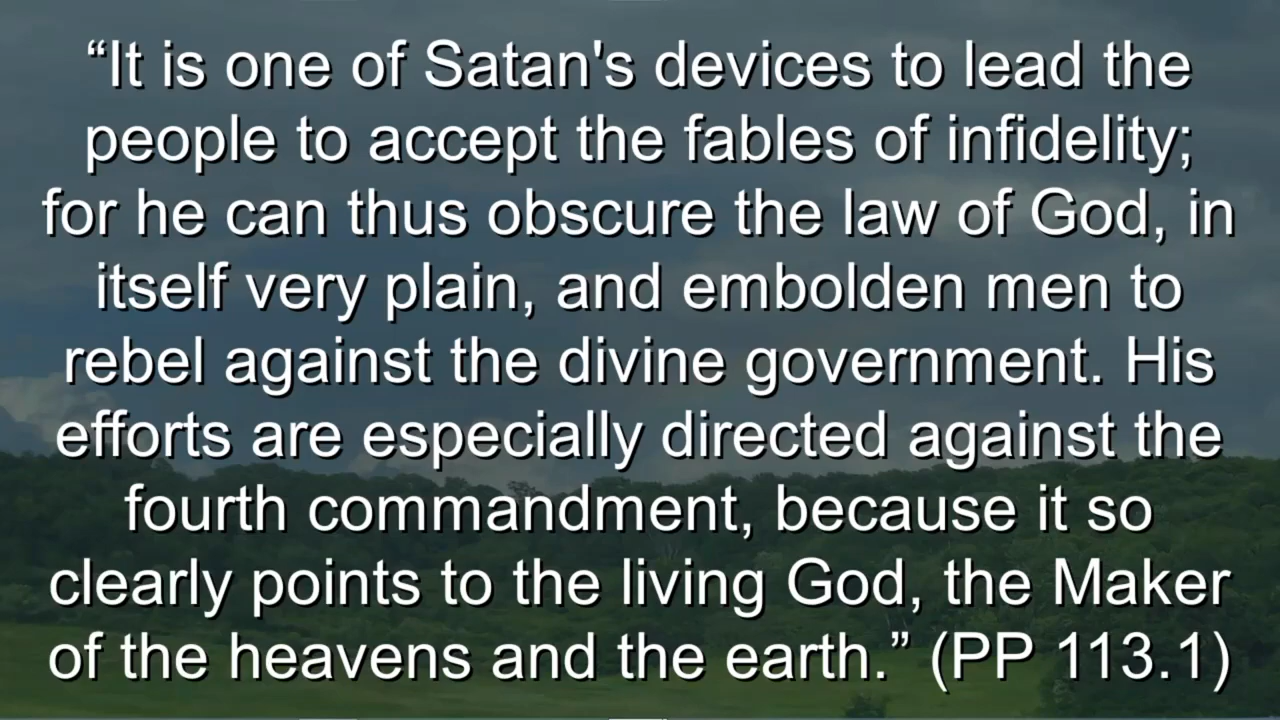 “It is one of Satan's devices to lead the
people to accept the fables of infidelity;
for he can thus obscure the law of God, in
itself very plain, and embolden men to
rebel against the divine government. His
efforts are especially directed against the
fourth commandment, because it so
clearly points to the living God, the Maker
of the heavens and the earth.” (PP 113.1)